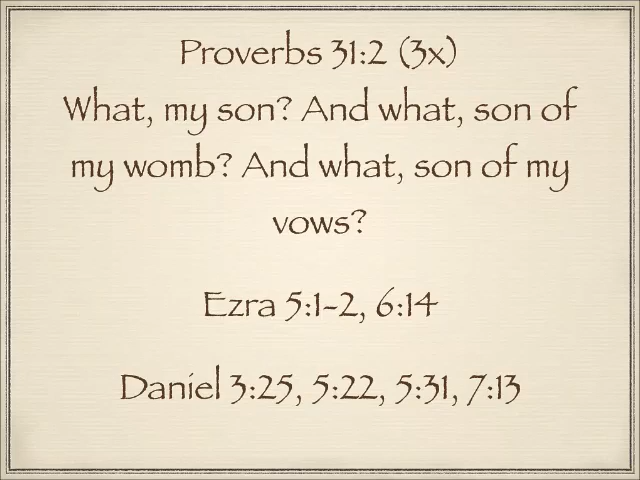 Proverbs 31:2 (3x)
What, my son? And what, son of
my womb? And what, son of my
vows?
Ezra 5:1-2, 6:14
Daniel 3:25, 5:22, 5:31, 7:13